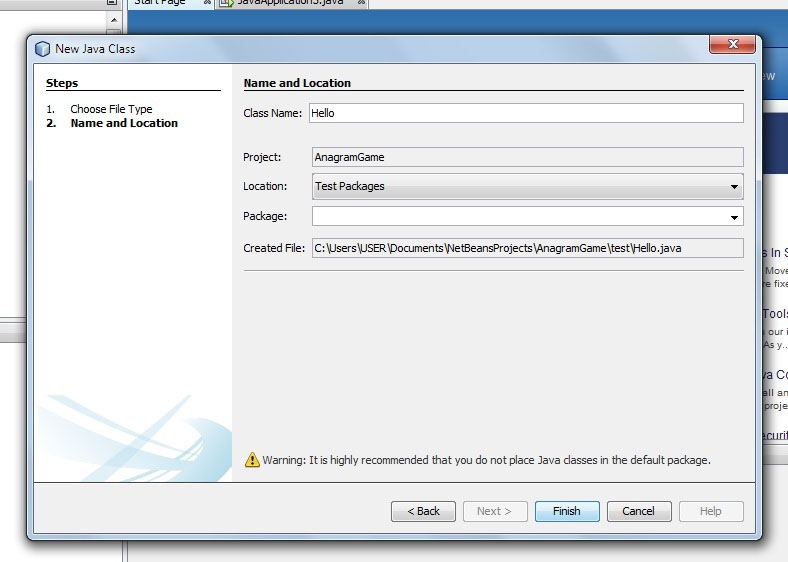 Start Page
JavaApplication5.java
New Java Class
Steps
1. Choose File Type
2. Name and Location
Name and Location
Class Name: Hello
Project: AnagramGame
Location: Test Packages
Package:
Created File: C:\Users\USER\Documents\NetBeansProjects\AnagramGame\test\Hello.java
Warning: It is highly recommended that you do not place Java classes in the default package.
< Back Next > Finish Cancel Help
s In S
Move
re fixe
Tools
our i
As y...
va Co
all an
proje
ecurit